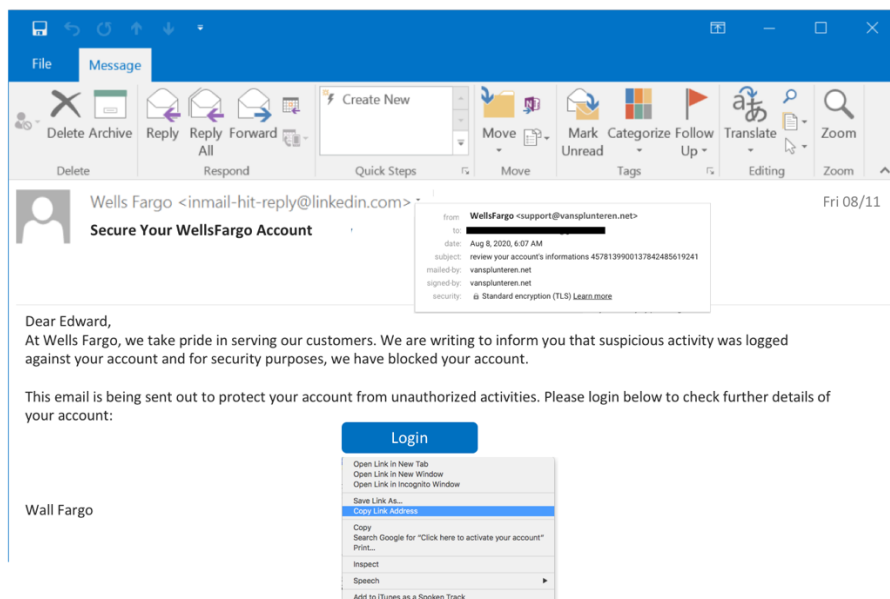 File
Message
Delete Archive
Reply
Reply All
Forward
Create New
Move
Mark Unread
Categorize
Follow Up
Translate
Zoom
Delete
Respond
Quick Steps
Move
Tags
Editing
Zoom
Wells Fargo <inmail-hit-reply@linkedin.com>
Fri 08/11
Secure Your WellsFargo Account
from: WellsFargo <support@vansplunteren.net>
to:
date: Aug 8, 2020, 6:07 AM
subject: review your account's informations 4578139900137842485619241
mailed-by: vansplunteren.net
signed-by: vansplunteren.net
security: Standard encryption (TLS) Learn more
Dear Edward,
At Wells Fargo, we take pride in serving our customers. We are writing to inform you that suspicious activity was logged
against your account and for security purposes, we have blocked your account.
This email is being sent out to protect your account from unauthorized activities. Please login below to check further details of
your account:
Login
Open Link in New Tab
Open Link in New Window
Open Link in Incognito Window
Save Link As...
Copy Link Address
Copy
Search Google for "Click here to activate your account"
Print...
Inspect
Speech
Add to iTunes as a Spoken Track
Wall Fargo